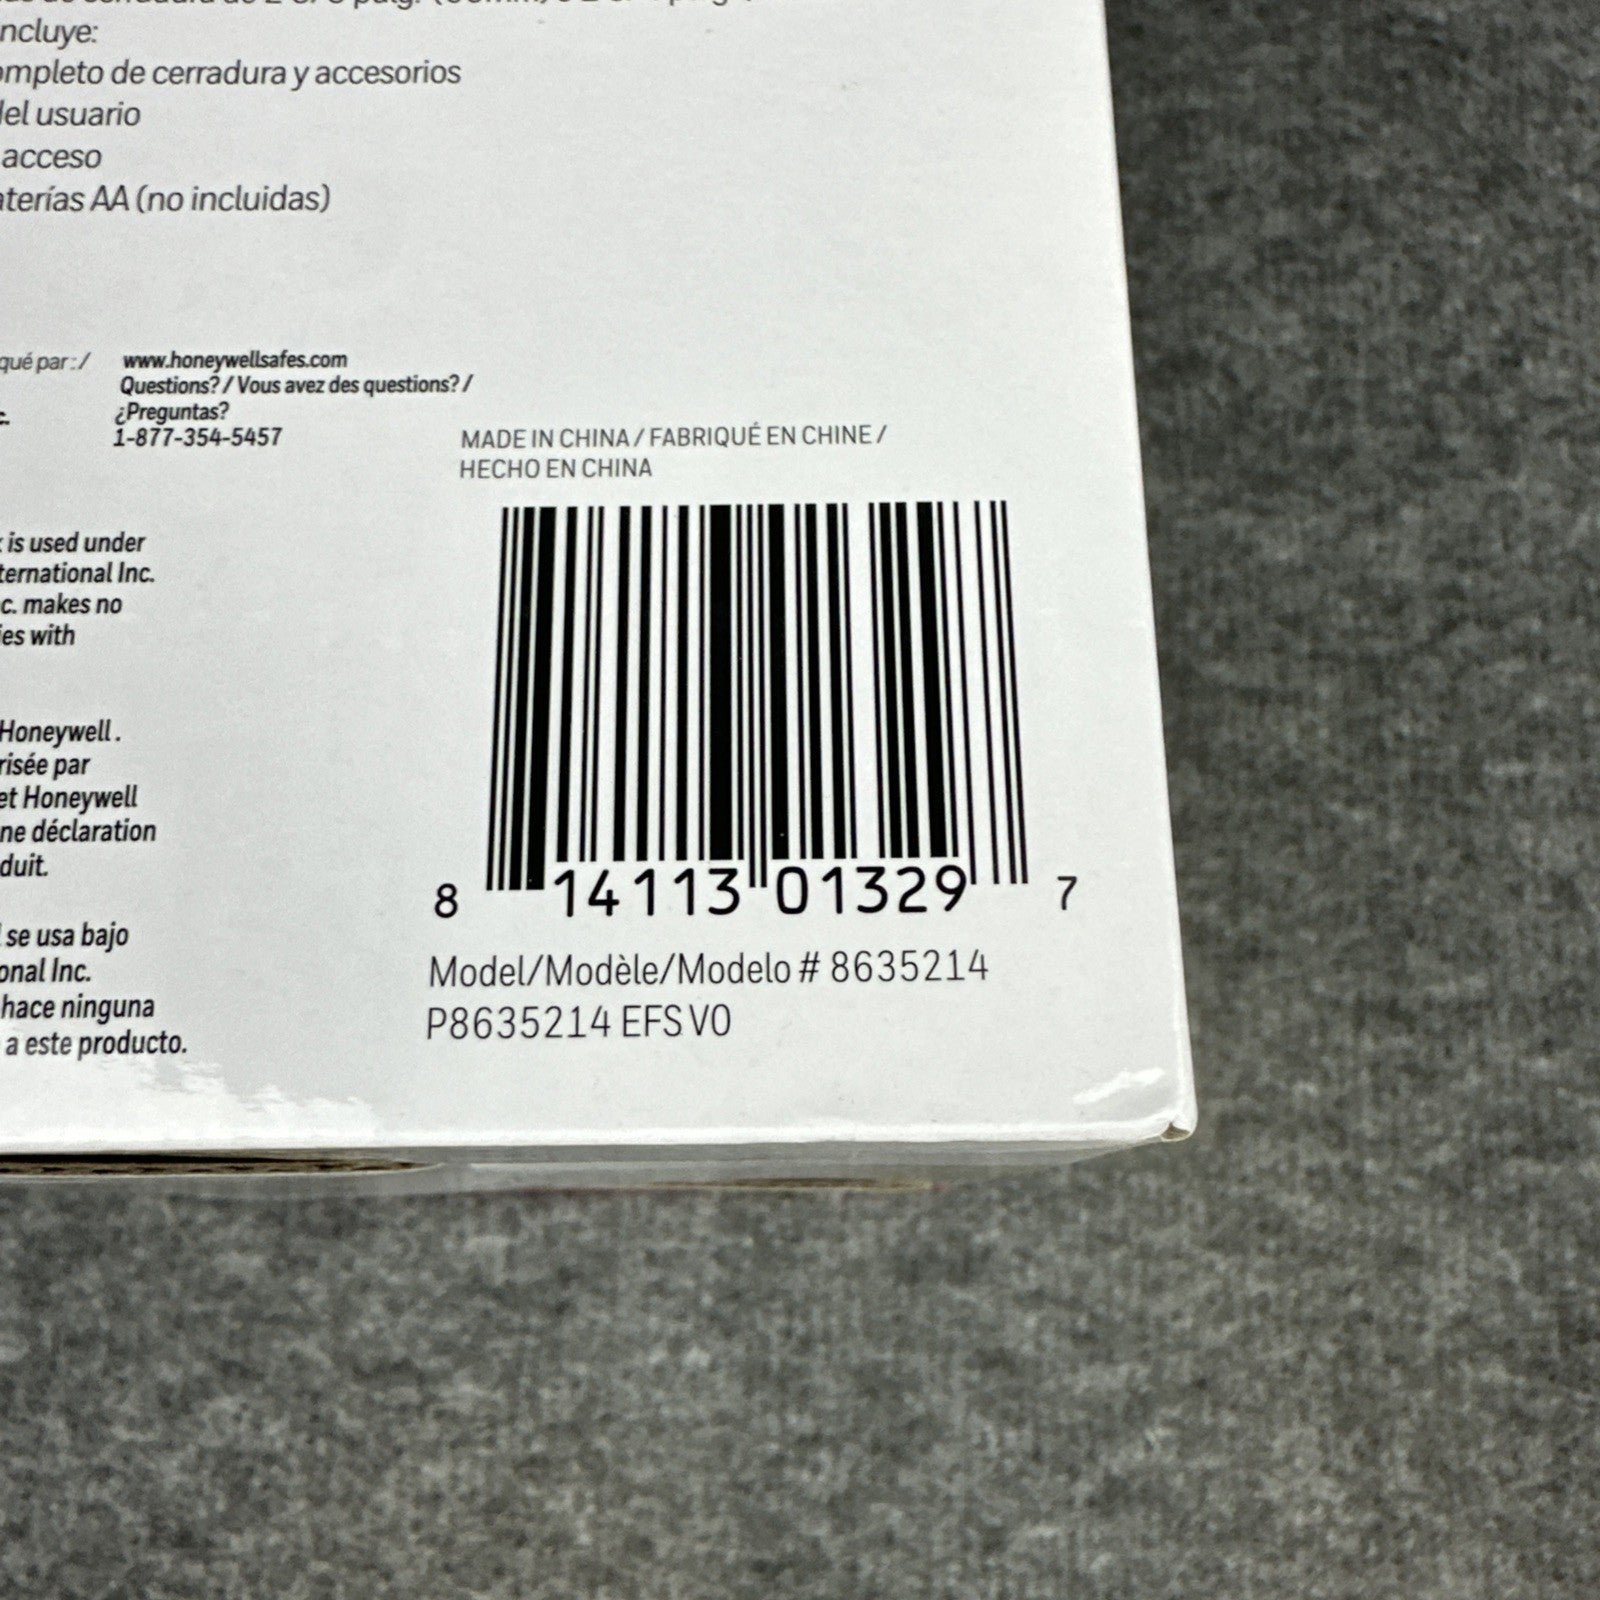 ncluye:
ompleto de cerradura y accesorios
del usuario
acceso
aterías AA (no incluidas)
qué par : /
www.honeywellsafes.com
Questions? / Vous avez des questions? /
¿Preguntas?
1-877-354-5457
c.
MADE IN CHINA / FABRIQUÉ EN CHINE /
HECHO EN CHINA
is used under
ternational Inc.
c. makes no
ies with
Honeywell.
risée par
et Honeywell
ne déclaration
duit.
se usa bajo
onal Inc.
hace ninguna
a este producto.
8 14113 01329 7
Model/Modèle/Modelo # 8635214
P8635214 EFS V0